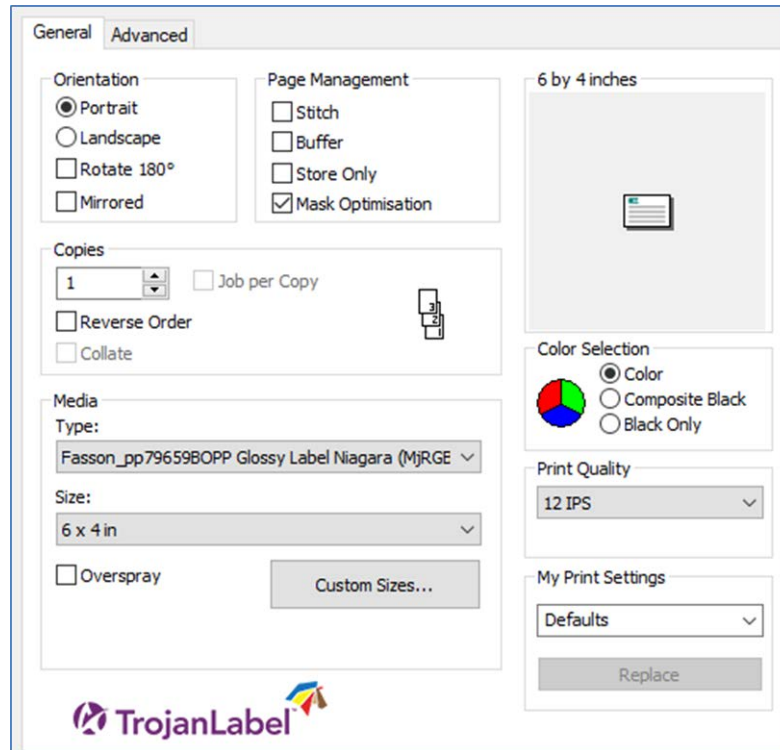 General
Advanced
Orientation
Portrait
Landscape
Rotate 180°
Mirrored
Page Management
Stitch
Buffer
Store Only
Mask Optimisation
6 by 4 inches
Copies
1
Job per Copy
Reverse Order
Collate
3
2
1
Color Selection
Color
Composite Black
Black Only
Media
Type:
Fasson_pp79659BOPP Glossy Label Niagara (MjRGE
Size:
6 x 4 in
Overspray
Custom Sizes...
Print Quality
12 IPS
My Print Settings
Defaults
Replace
TrojanLabel